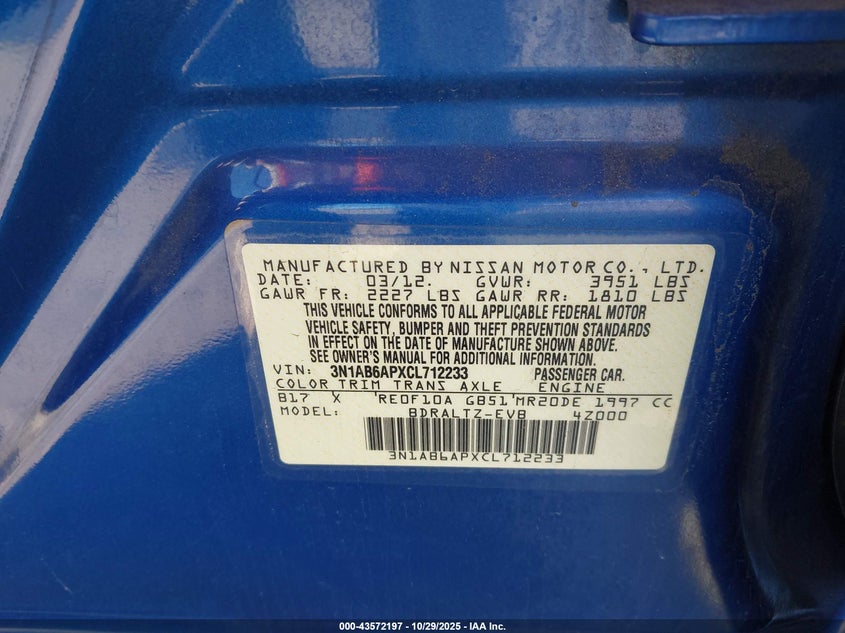 MANUFACTURED BY NISSAN MOTOR CO., LTD.
DATE: 03/12. GVWR: 3951 LBS
GAWR FR: 2227 LBS GAWR RR: 1810 LBS
THIS VEHICLE CONFORMS TO ALL APPLICABLE FEDERAL MOTOR
VEHICLE SAFETY, BUMPER AND THEFT PREVENTION STANDARDS
IN EFFECT ON THE DATE OF MANUFACTURE SHOWN ABOVE.
SEE OWNER'S MANUAL FOR ADDITIONAL INFORMATION.
VIN: 3N1AB6APXCL712233 PASSENGER CAR.
COLOR TRIM TRANS AXLE ENGINE
B17 X RE0F10A GB51 MR20DE 1997 CC
MODEL: BDRALTZ-EVB 4Z000
3N1AB6APXCL712233
000-43572197 - 10/29/2025 - IAA Inc.